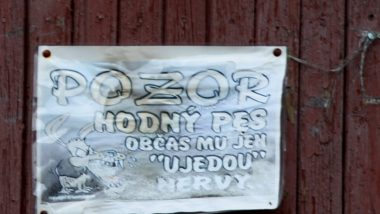 POZOR
HODNÝ PES
OBČAS MU JEN
"UJEDOU"
NERVY